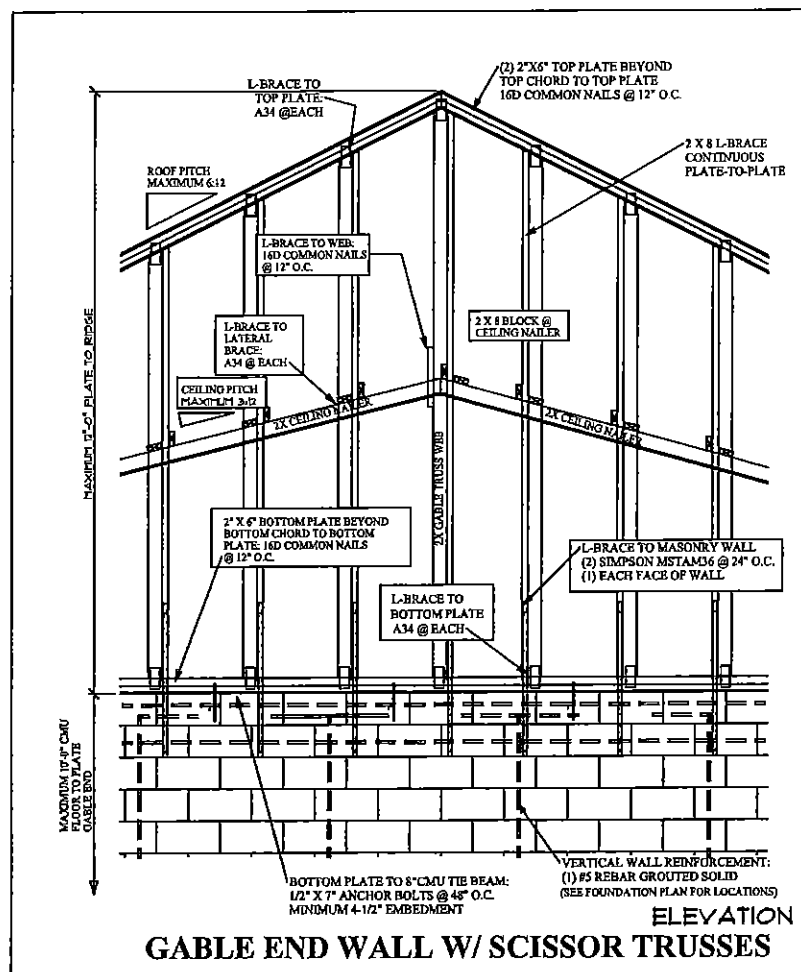 (2) 2"X6" TOP PLATE BEYOND
TOP CHORD TO TOP PLATE
16D COMMON NAILS @ 12" O.C.
L-BRACE TO
TOP PLATE:
A34 @EACH
2 X 8 L-BRACE
CONTINUOUS
PLATE-TO-PLATE
ROOF PITCH
MAXIMUM 6:12
L-BRACE TO WEB:
16D COMMON NAILS
@ 12" O.C.
L-BRACE TO
LATERAL
BRACE:
A34 @ EACH
2 X 8 BLOCK @
CEILING NAILER
CEILING PITCH
MAXIMUM 3:12
2X CEILING NAILER
2X CEILING NAILER
MAXIMUM 12'-0" PLATE TO RIDGE
2X GABLE TRUSS WEB
2" X 6" BOTTOM PLATE BEYOND
BOTTOM CHORD TO BOTTOM
PLATE: 16D COMMON NAILS
@ 12" O.C.
L-BRACE TO MASONRY WALL
(2) SIMPSON MSTAM36 @ 24" O.C.
(1) EACH FACE OF WALL
L-BRACE TO
BOTTOM PLATE
A34 @ EACH
MAXIMUM 10'-0" CMU
FLOOR TO PLATE
GABLE END
VERTICAL WALL REINFORCEMENT:
(1) #5 REBAR GROUTED SOLID
(SEE FOUNDATION PLAN FOR LOCATIONS)
BOTTOM PLATE TO 8"CMU TIE BEAM:
1/2" X 7" ANCHOR BOLTS @ 48" O.C.
MINIMUM 4-1/2" EMBEDMENT
ELEVATION
GABLE END WALL W/ SCISSOR TRUSSES